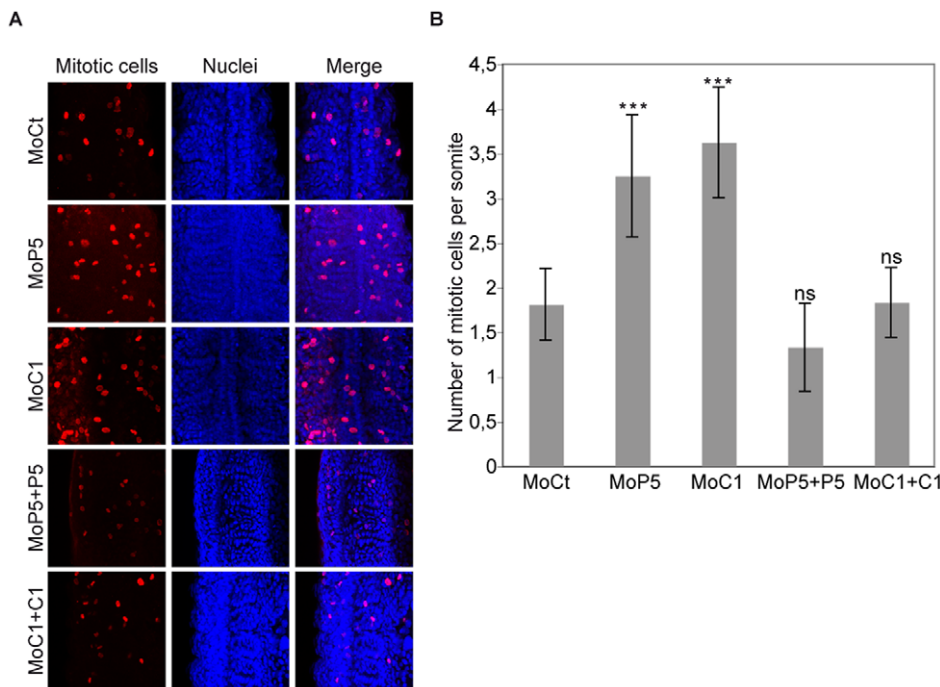 A
Mitotic cells Nuclei Merge
MoCt
MoP5
MoC1
MoP5+P5
MoC1+C1
B
Number of mitotic cells per somite
4,5
4
3,5
3
2,5
2
1,5
1
0,5
0
***
***
ns
ns
MoCt MoP5 MoC1 MoP5+P5 MoC1+C1